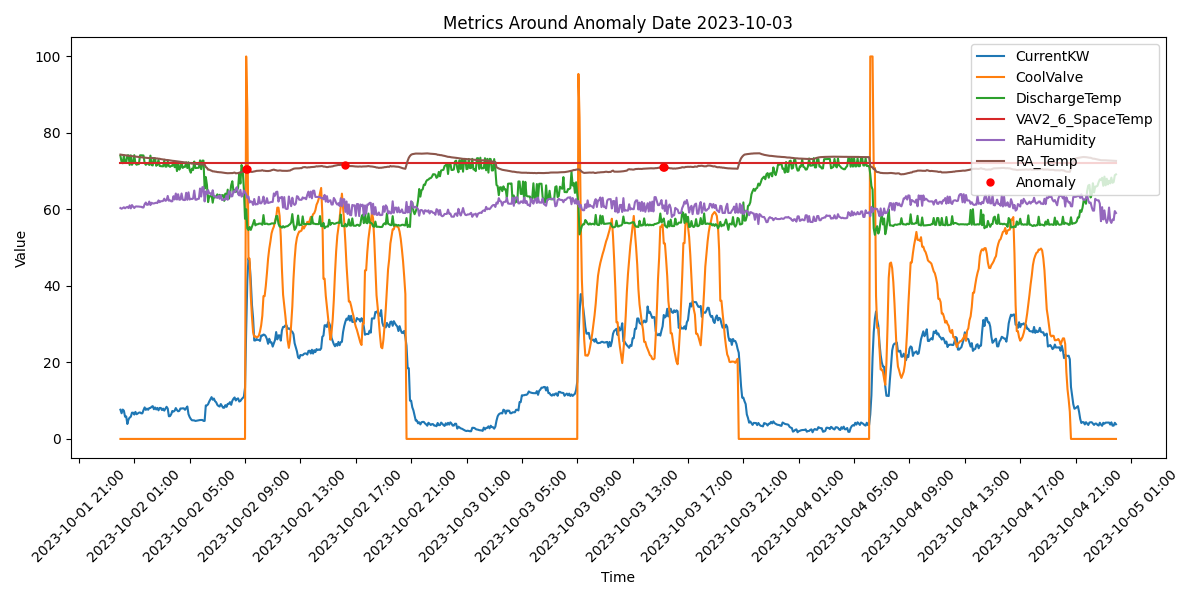 Metrics Around Anomaly Date 2023-10-03
Value
100
80
60
40
20
0
CurrentKW
CoolValve
DischargeTemp
VAV2_6_SpaceTemp
RaHumidity
RA_Temp
Anomaly
2023-10-01 21:00
2023-10-02 01:00
2023-10-02 05:00
2023-10-02 09:00
2023-10-02 13:00
2023-10-02 17:00
2023-10-02 21:00
2023-10-03 01:00
2023-10-03 05:00
2023-10-03 09:00
2023-10-03 13:00
2023-10-03 17:00
2023-10-03 21:00
2023-10-04 01:00
2023-10-04 05:00
2023-10-04 09:00
2023-10-04 13:00
2023-10-04 17:00
2023-10-04 21:00
2023-10-05 01:00
Time